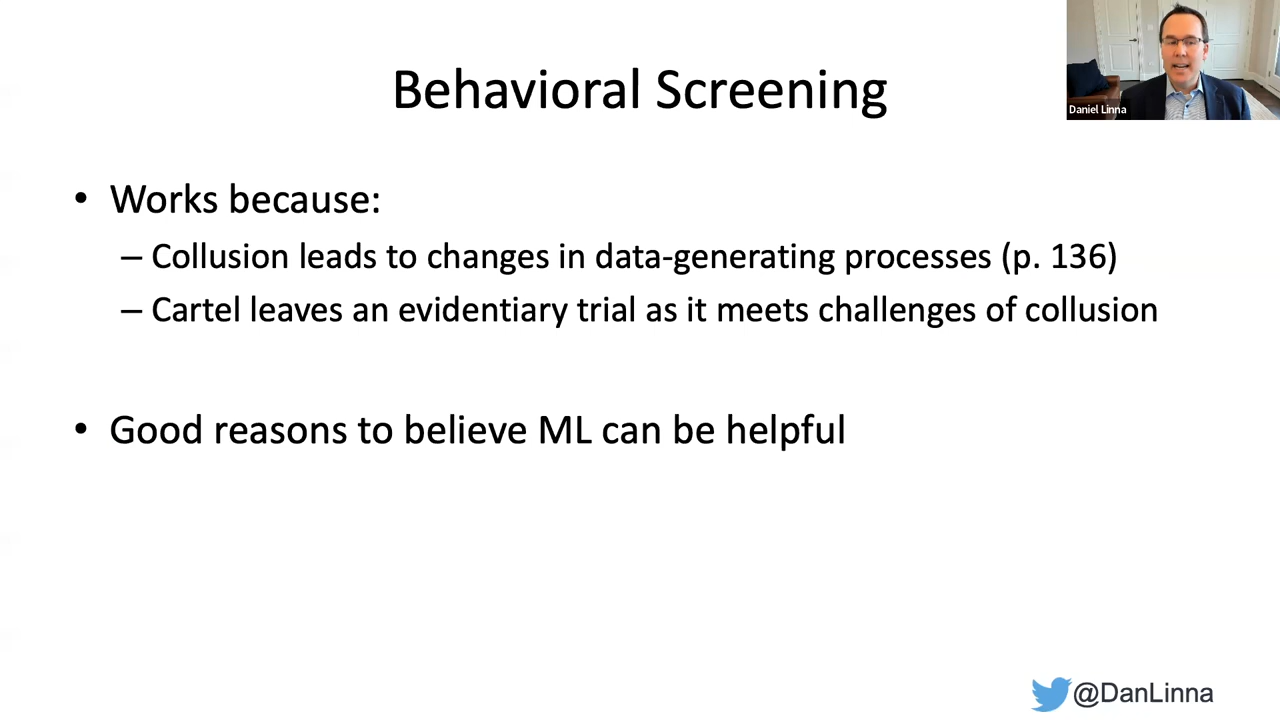 Behavioral Screening
Daniel Linna
• Works because:
– Collusion leads to changes in data-generating processes (p. 136)
– Cartel leaves an evidentiary trial as it meets challenges of collusion
• Good reasons to believe ML can be helpful
@DanLinna